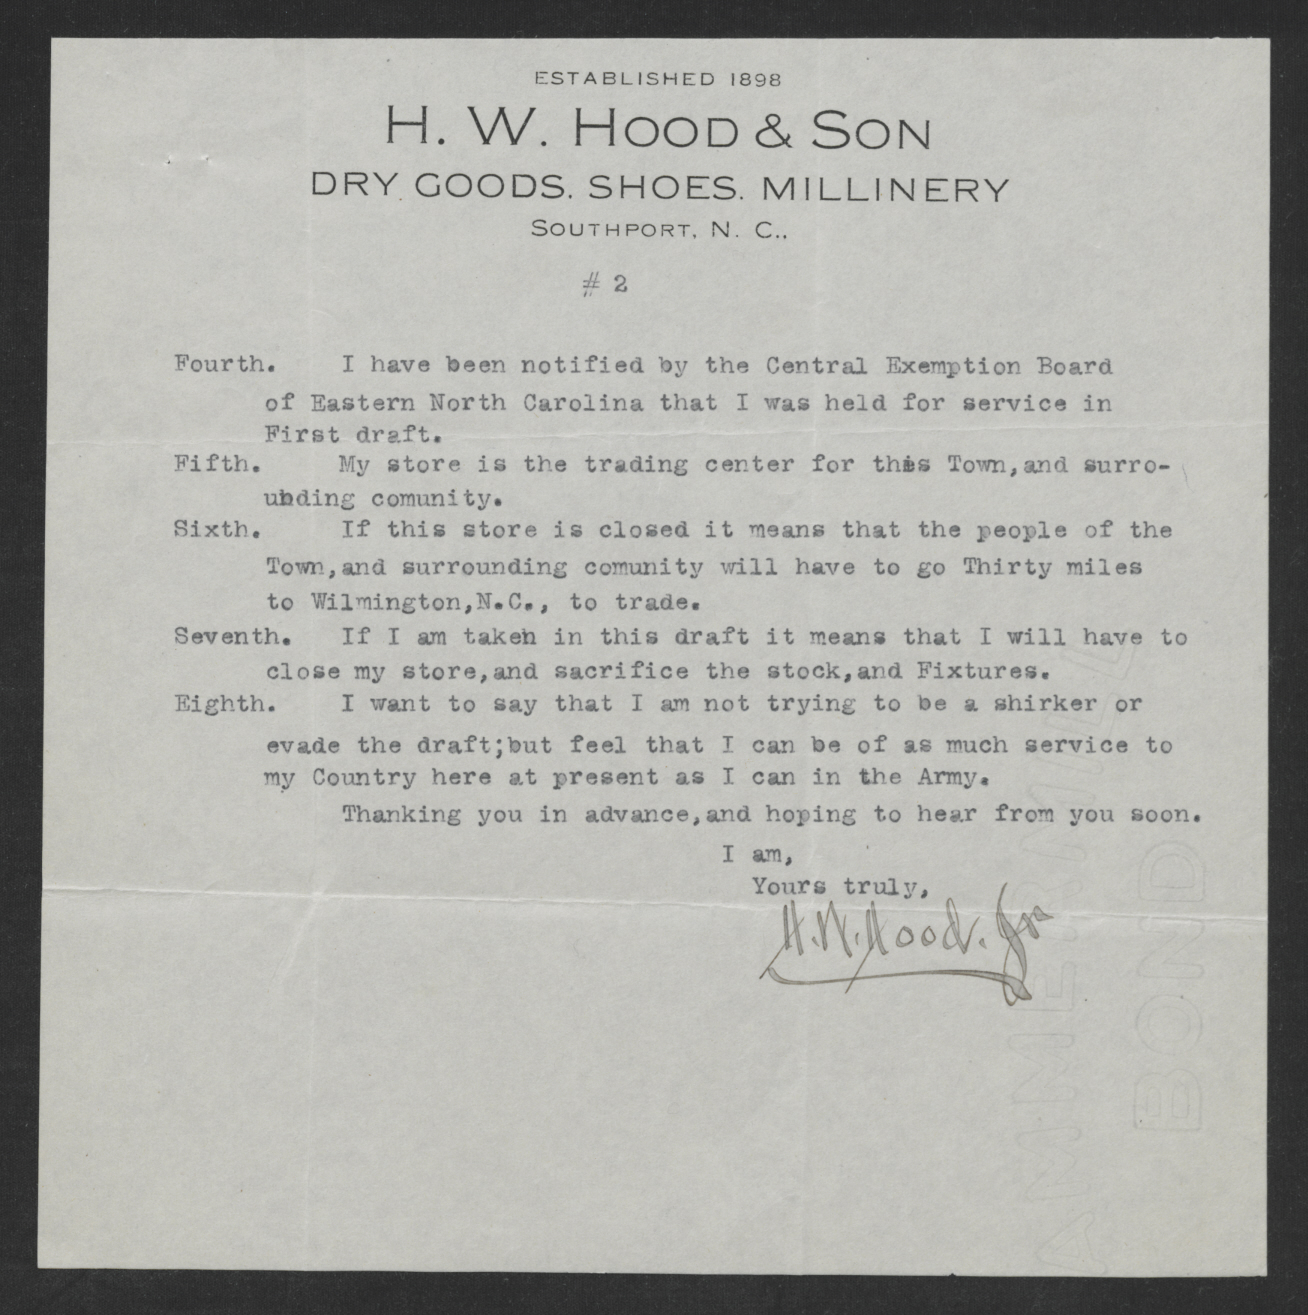 ESTABLISHED 1898
H. W. HOOD & SON
DRY GOODS. SHOES. MILLINERY
SOUTHPORT, N. C.,
# 2
Fourth. I have been notified by the Central Exemption Board
of Eastern North Carolina that I was held for service in
First draft.
Fifth. My store is the trading center for this Town,and surro-
unding comunity.
Sixth. If this store is closed it means that the people of the
Town,and surrounding comunity will have to go Thirty miles
to Wilmington,N.C., to trade.
Seventh. If I am taken in this draft it means that I will have to
close my store,and sacrifice the stock,and Fixtures.
Eighth. I want to say that I am not trying to be a shirker or
evade the draft;but feel that I can be of as much service to
my Country here at present as I can in the Army.
Thanking you in advance,and hoping to hear from you soon.
I am,
Yours truly,
H.W.Hood. Jr
HAMMERMILL
BOND